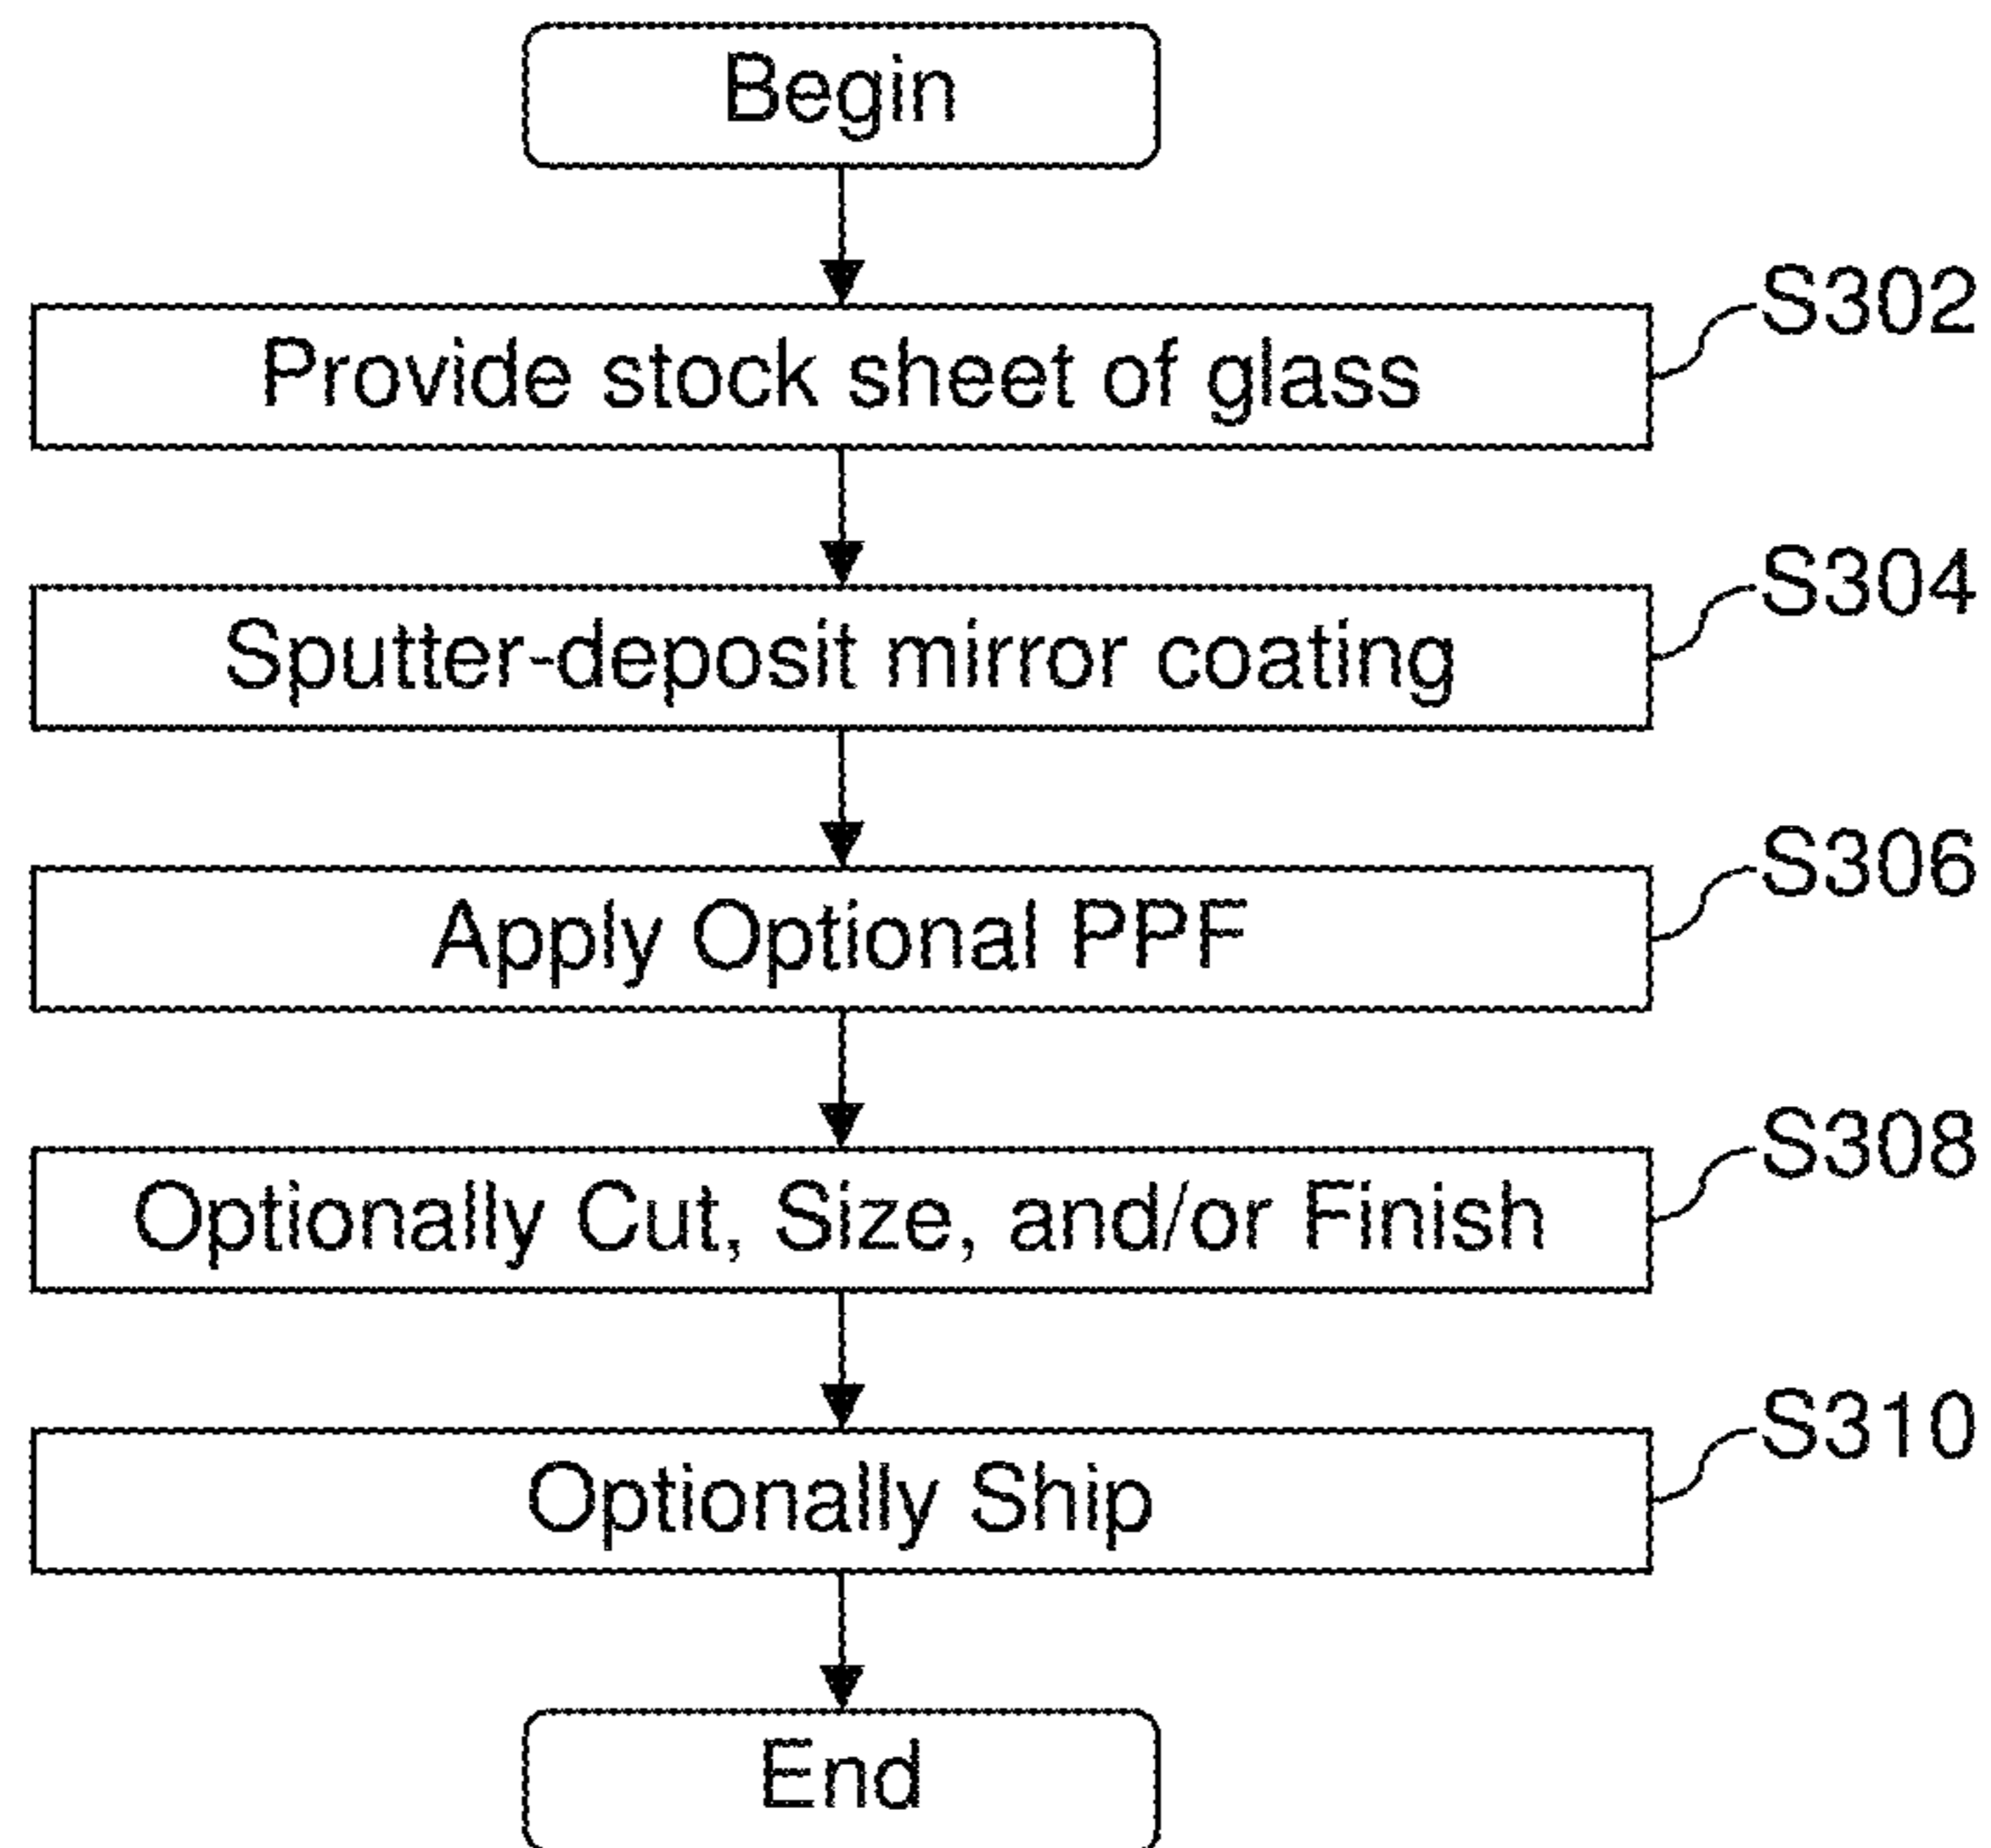 Begin
Provide stock sheet of glass
S302
Sputter-deposit mirror coating
S304
Apply Optional PPF
S306
Optionally Cut, Size, and/or Finish
S308
Optionally Ship
S310
End